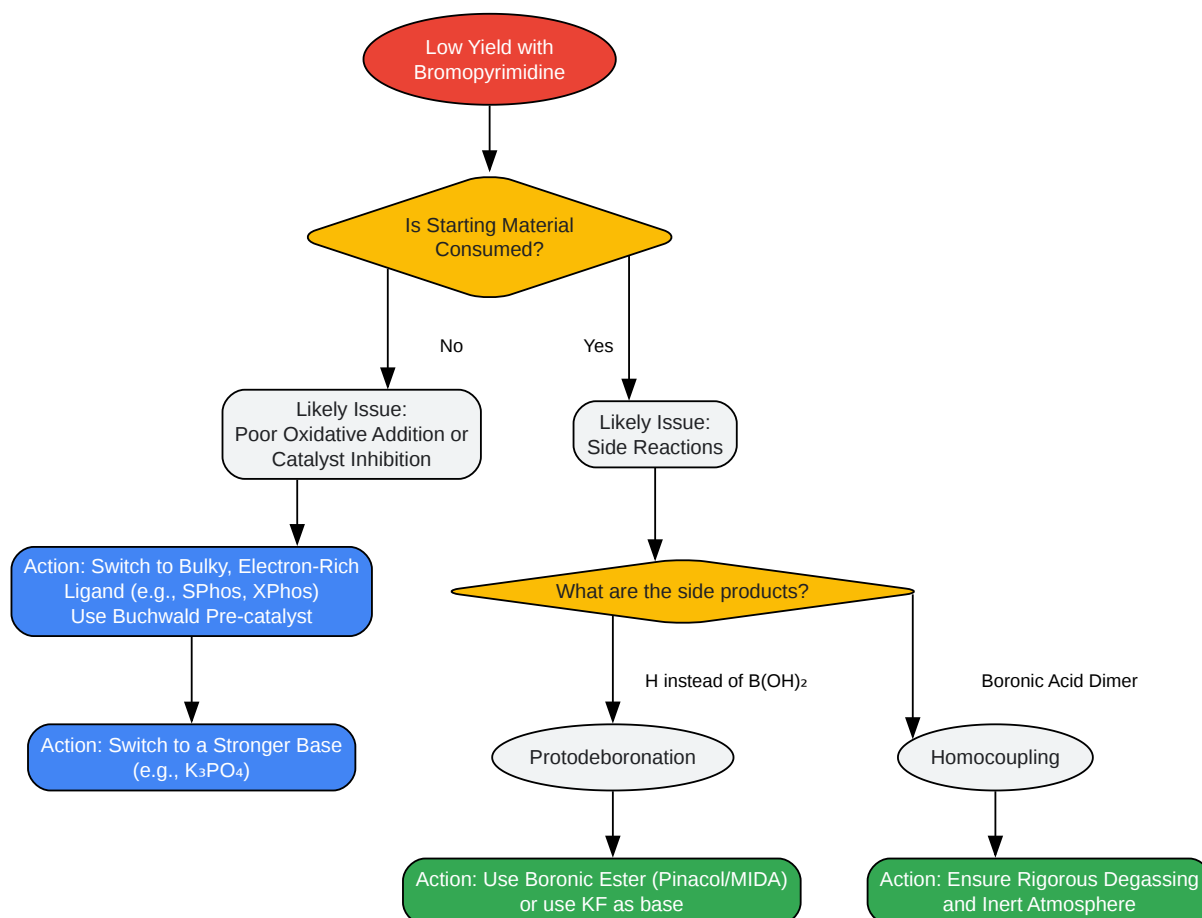 Low Yield with
Bromopyrimidine
Is Starting Material
Consumed?
No
Yes
Likely Issue:
Poor Oxidative Addition or
Catalyst Inhibition
Likely Issue:
Side Reactions
Action: Switch to Bulky, Electron-Rich
Ligand (e.g., SPhos, XPhos)
Use Buchwald Pre-catalyst
What are the side products?
H instead of B(OH)₂
Boronic Acid Dimer
Action: Switch to a Stronger Base
(e.g., K₃PO₄)
Protodeboronation
Homocoupling
Action: Use Boronic Ester (Pinacol/MIDA)
or use KF as base
Action: Ensure Rigorous Degassing
and Inert Atmosphere